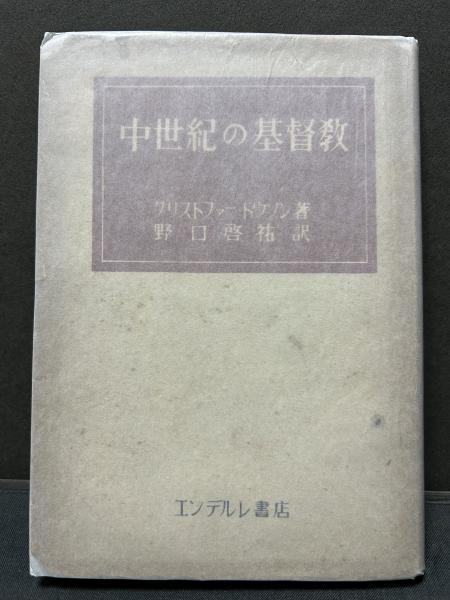 中世紀の基督教
クリストファー・ドウソン著
野口啓祐訳
エンデルレ書店